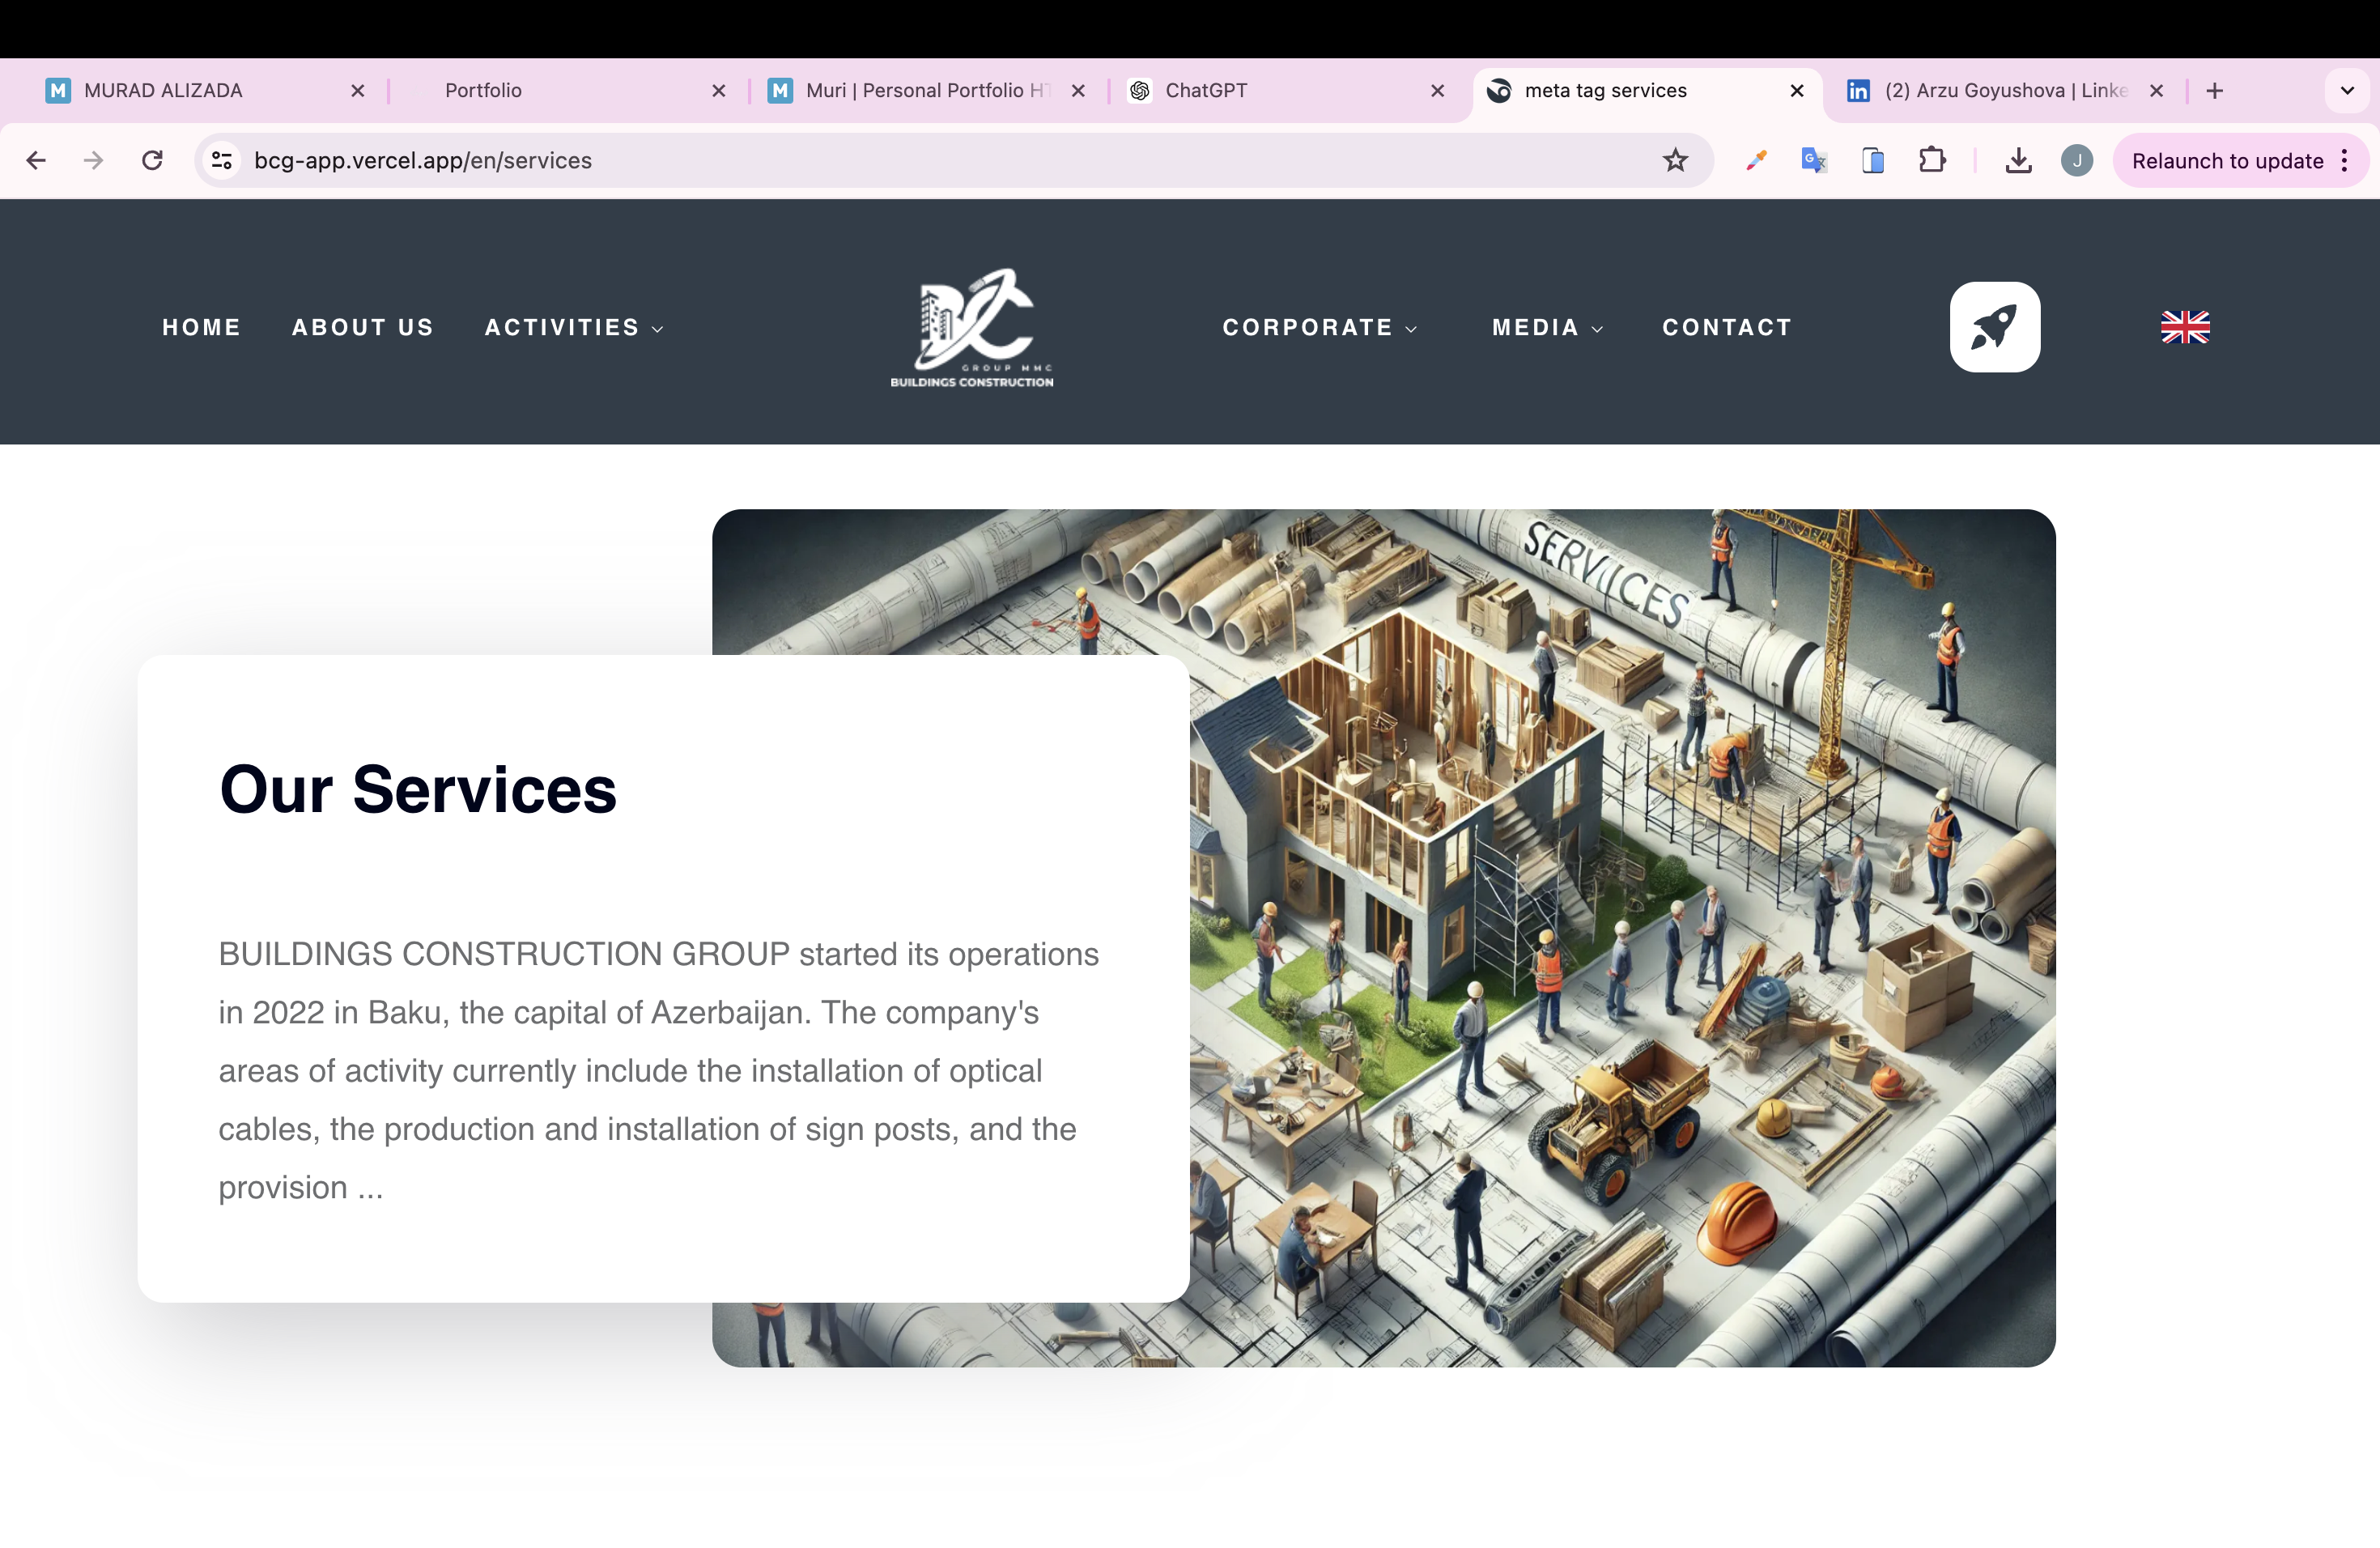 MURAD ALIZADA
Portfolio
Muri | Personal Portfolio HT
ChatGPT
meta tag services
(2) Arzu Goyushova | Linke
bcg-app.vercel.app/en/services
J
Relaunch to update
HOME
ABOUT US
ACTIVITIES
BC
GROUP MMC
BUILDINGS CONSTRUCTION
CORPORATE
MEDIA
CONTACT
SERVIICES
Our Services
BUILDINGS CONSTRUCTION GROUP started its operations
in 2022 in Baku, the capital of Azerbaijan. The company's
areas of activity currently include the installation of optical
cables, the production and installation of sign posts, and the
provision ...